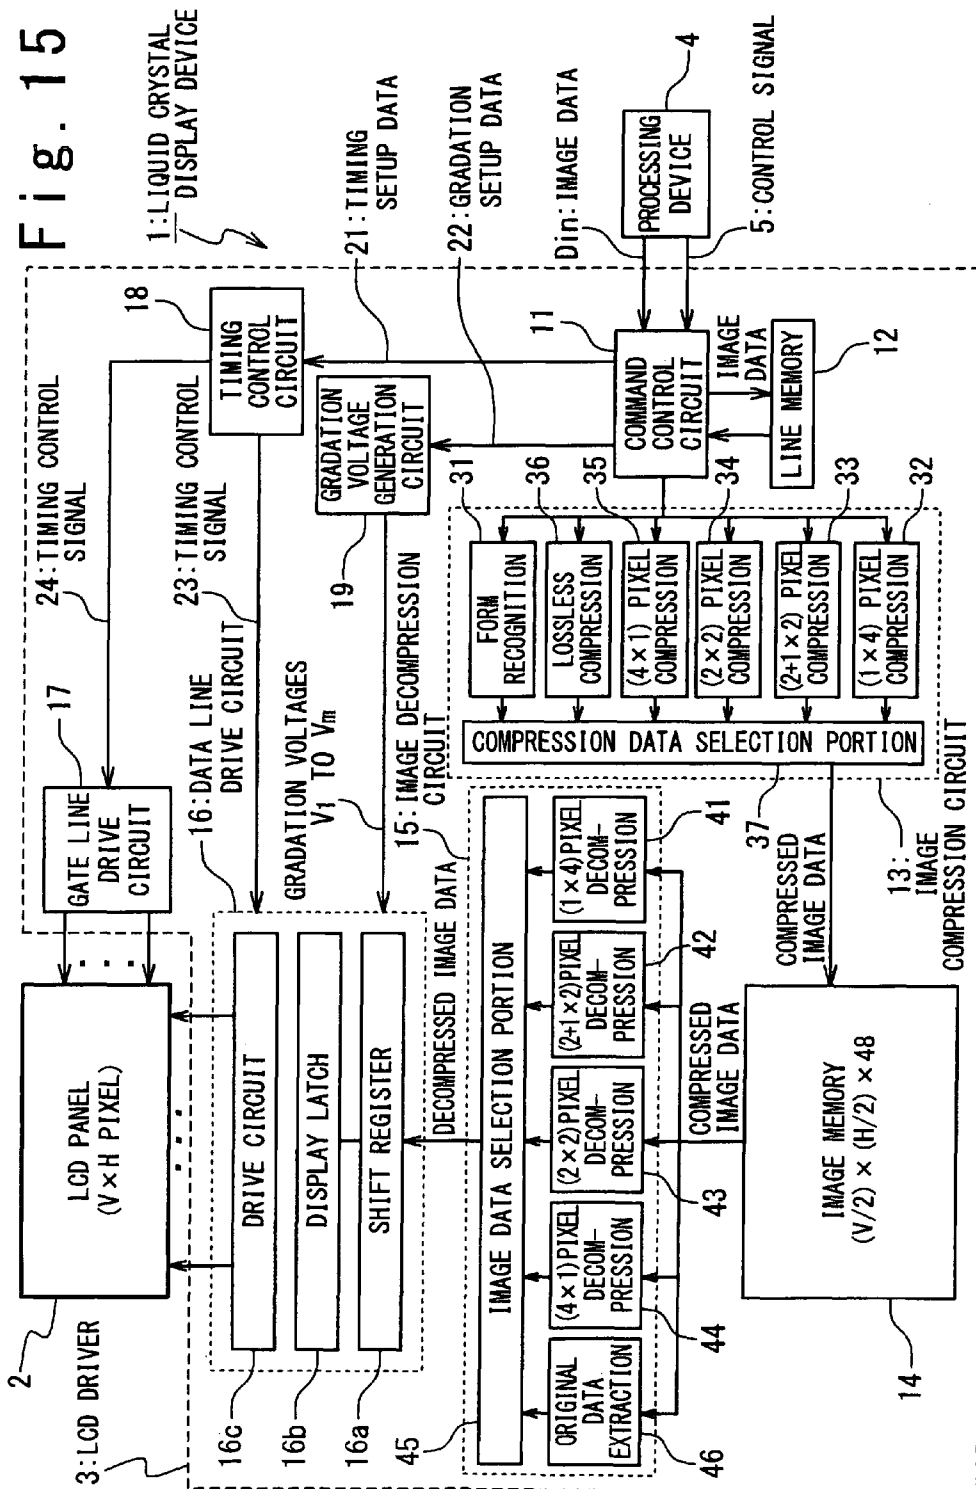 Fig. 15
1:LIQUID CRYSTAL
DISPLAY DEVICE
3:LCD DRIVER
2
LCD PANEL
(V×H PIXEL)
...
...
17
GATE LINE
DRIVE
CIRCUIT
24:TIMING CONTROL
SIGNAL
23:TIMING CONTROL
SIGNAL
18
TIMING
CONTROL
CIRCUIT
21:TIMING
SETUP DATA
22:GRADATION
SETUP DATA
16:DATA LINE
DRIVE CIRCUIT
16c
DRIVE CIRCUIT
16b
DISPLAY LATCH
16a
SHIFT REGISTER
GRADATION VOLTAGES
V1 TO Vm
19
GRADATION
VOLTAGE
GENERATION
CIRCUIT
Din:IMAGE DATA
4
PROCESSING
DEVICE
5:CONTROL SIGNAL
11
COMMAND
CONTROL
CIRCUIT
IMAGE
DATA
LINE MEMORY
12
DECOMPRESSED IMAGE DATA
15:IMAGE DECOMPRESSION
CIRCUIT
45
IMAGE DATA SELECTION PORTION
ORIGINAL
DATA
EXTRACTION
46
(4×1)PIXEL
DECOM-
PRESSION
44
(2×2)PIXEL
DECOM-
PRESSION
43
(2+1×2)PIXEL
DECOM-
PRESSION
42
(1×4)PIXEL
DECOM-
PRESSION
41
31
FORM
RECOGNITION
36
LOSSLESS
COMPRESSION
35
(4×1) PIXEL
COMPRESSION
34
(2×2) PIXEL
COMPRESSION
33
(2+1×2) PIXEL
COMPRESSION
32
(1×4) PIXEL
COMPRESSION
COMPRESSION DATA SELECTION PORTION
37
COMPRESSED
IMAGE DATA
COMPRESSED
IMAGE DATA
13:
IMAGE
COMPRESSION CIRCUIT
IMAGE MEMORY
(V/2)×(H/2)×48
14